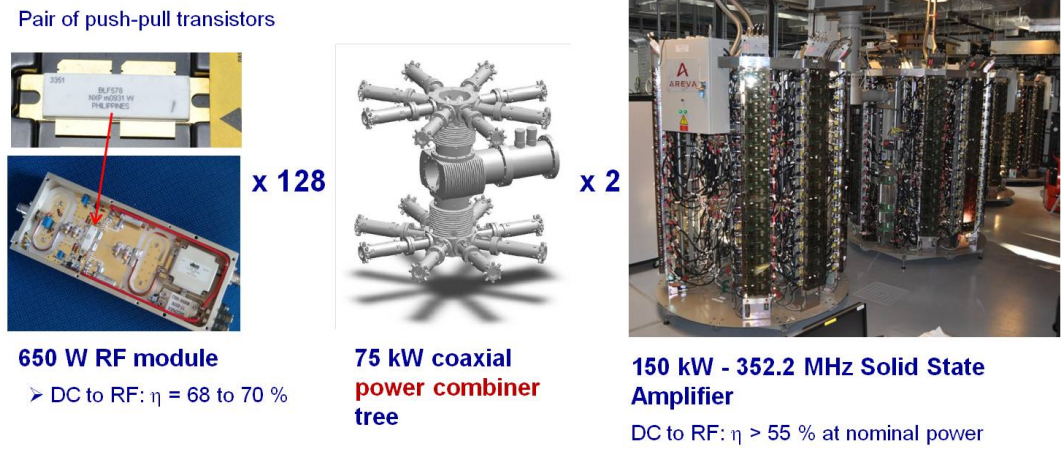 Pair of push-pull transistors
3351
BLF578
NXP m0931 W
PHILIPPINES
x 128
x 2
A
AREVA
650 W RF module
➢ DC to RF: η = 68 to 70 %
75 kW coaxial
power combiner
tree
150 kW - 352.2 MHz Solid State
Amplifier
DC to RF: η > 55 % at nominal power